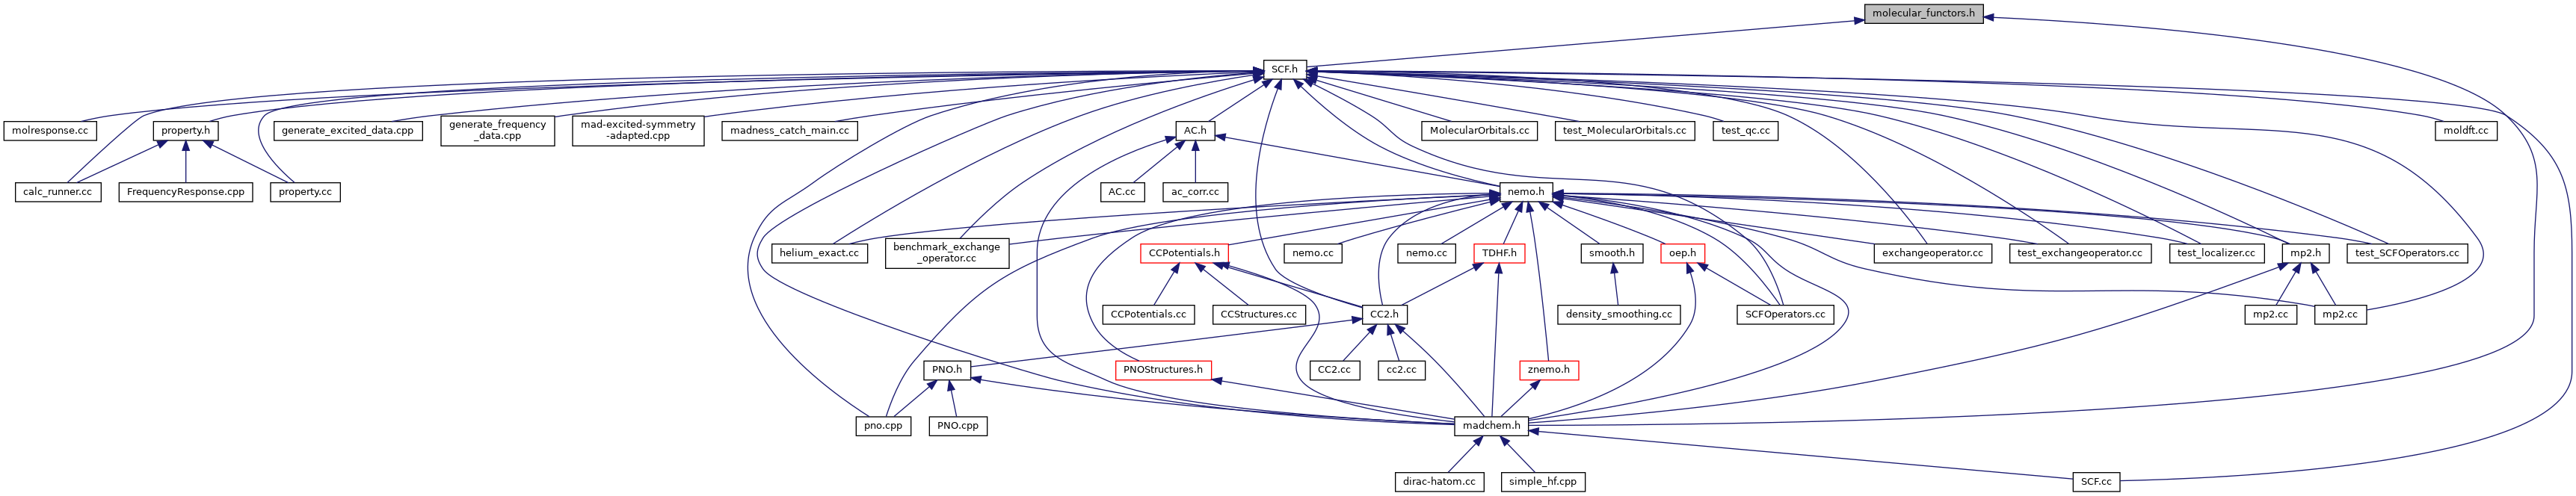 molecular_functors.h
SCF.h
molresponse.cc
property.h
generate_excited_data.cpp
generate_frequency
_data.cpp
mad-excited-symmetry
-adapted.cpp
madness_catch_main.cc
AC.h
MolecularOrbitals.cc
test_MolecularOrbitals.cc
test_qc.cc
moldft.cc
calc_runner.cc
FrequencyResponse.cpp
property.cc
AC.cc
ac_corr.cc
nemo.h
helium_exact.cc
benchmark_exchange
_operator.cc
CCPotentials.h
nemo.cc
nemo.cc
TDHF.h
smooth.h
oep.h
exchangeoperator.cc
test_exchangeoperator.cc
test_localizer.cc
mp2.h
test_SCFOperators.cc
CCPotentials.cc
CCStructures.cc
CC2.h
density_smoothing.cc
SCFOperators.cc
mp2.cc
mp2.cc
PNO.h
PNOStructures.h
CC2.cc
cc2.cc
znemo.h
pno.cpp
PNO.cpp
madchem.h
dirac-hatom.cc
simple_hf.cpp
SCF.cc